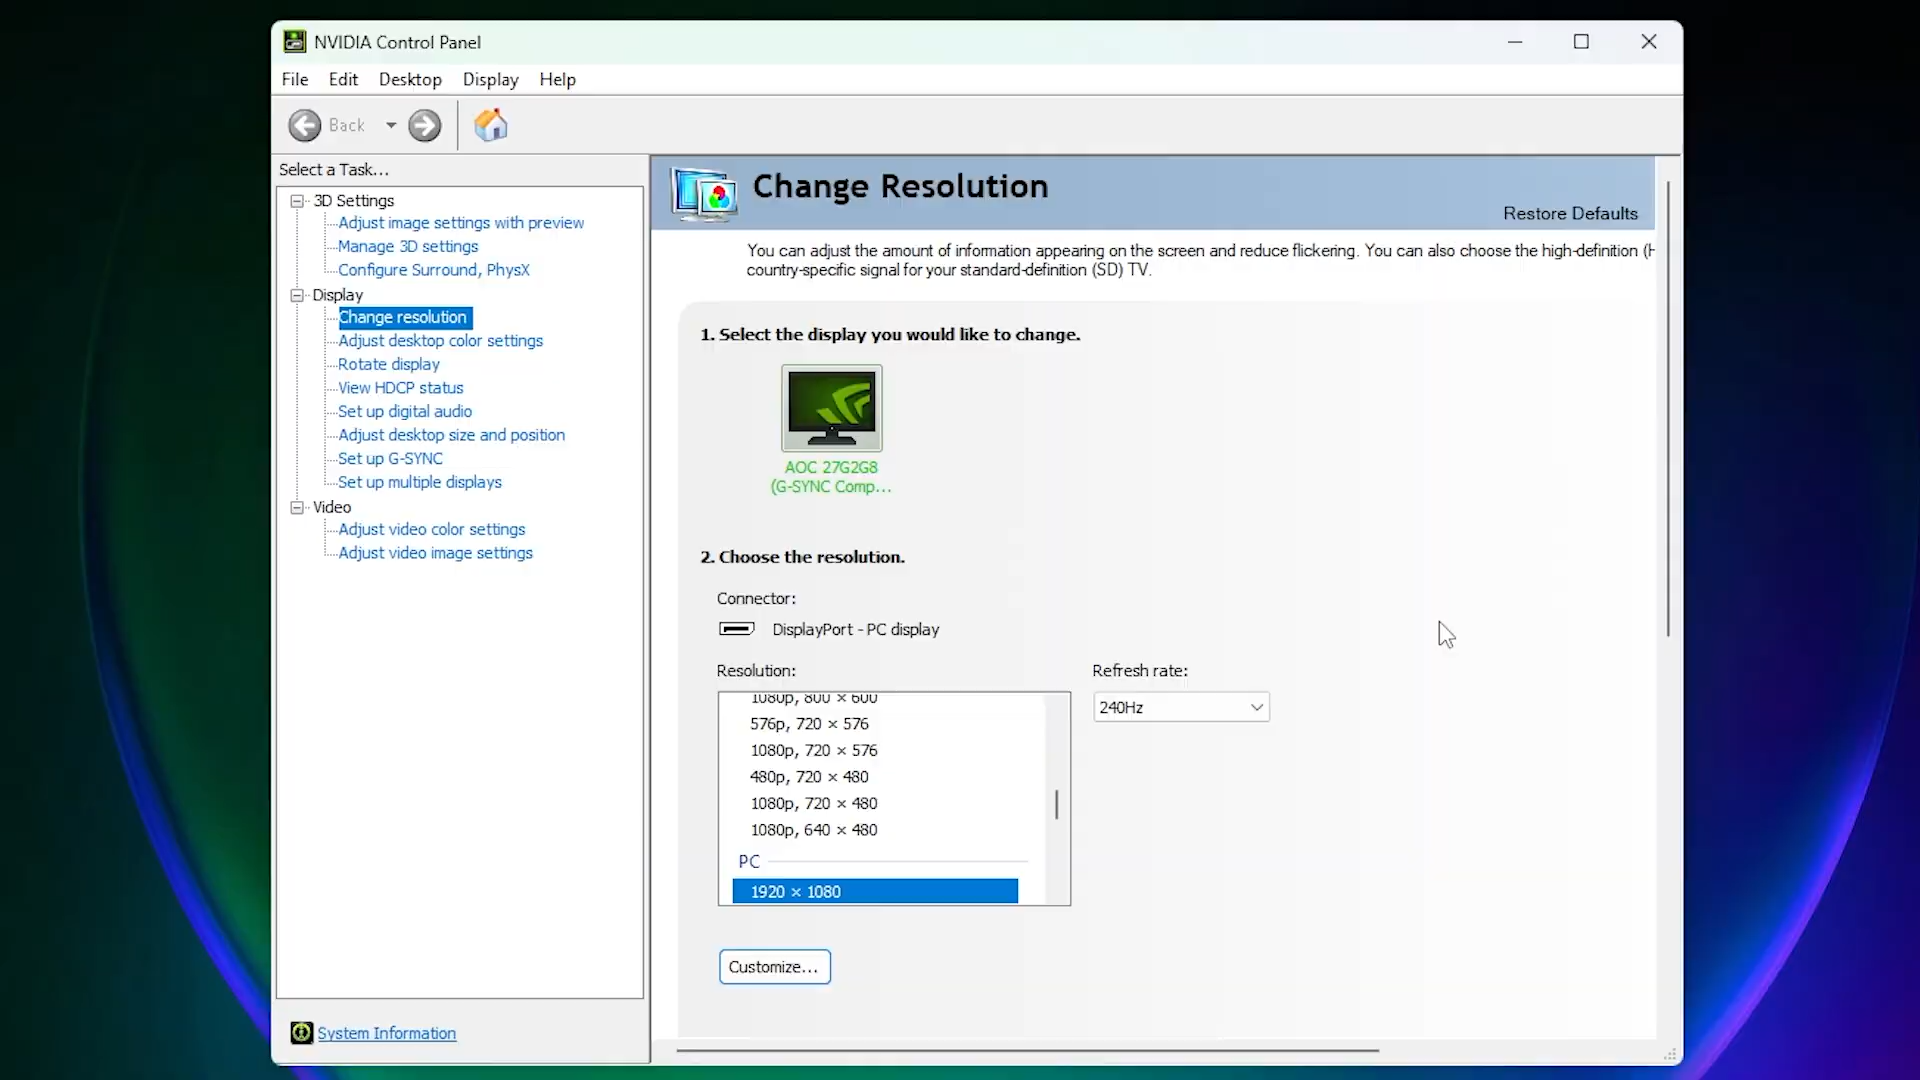 NVIDIA Control Panel
File Edit Desktop Display Help
Back
Select a Task...
3D Settings
Adjust image settings with preview
Manage 3D settings
Configure Surround, PhysX
Display
Change resolution
Adjust desktop color settings
Rotate display
View HDCP status
Set up digital audio
Adjust desktop size and position
Set up G-SYNC
Set up multiple displays
Video
Adjust video color settings
Adjust video image settings
System Information
Change Resolution
Restore Defaults
You can adjust the amount of information appearing on the screen and reduce flickering. You can also choose the high-definition (H
country-specific signal for your standard-definition (SD) TV.
1. Select the display you would like to change.
AOC 27G2G8
(G-SYNC Comp...
2. Choose the resolution.
Connector:
DisplayPort - PC display
Resolution:
1080p, 800 × 600
576p, 720 × 576
1080p, 720 × 576
480p, 720 × 480
1080p, 720 × 480
1080p, 640 × 480
PC
1920 × 1080
Refresh rate:
240Hz
Customize...